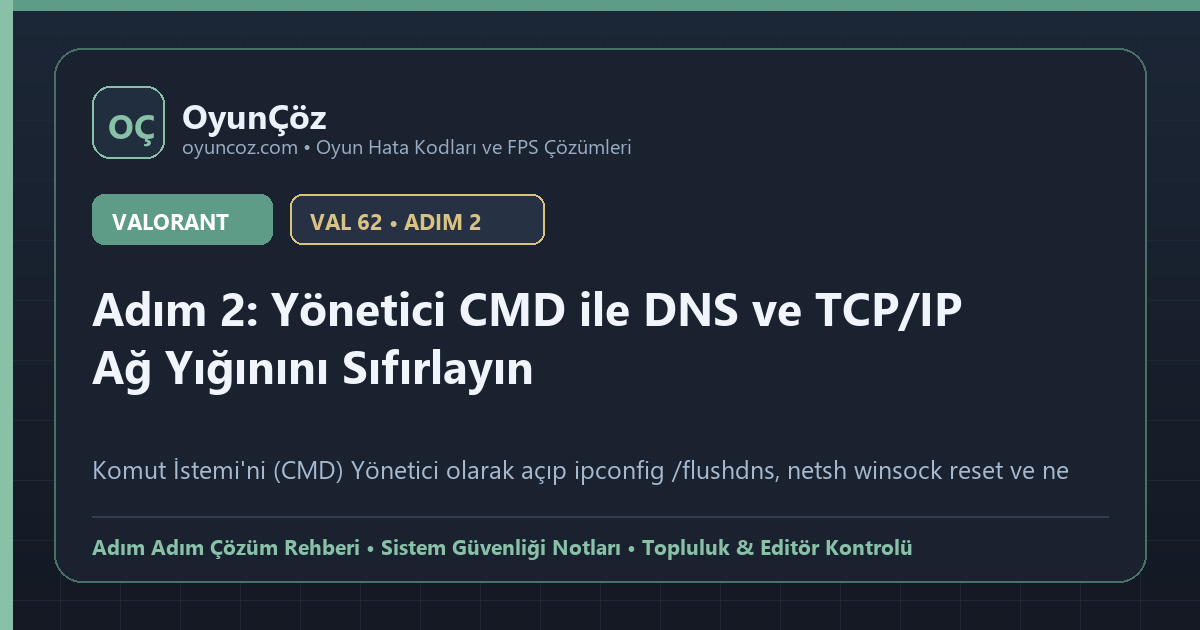 OÇ
OyunÇöz
oyuncoz.com • Oyun Hata Kodları ve FPS Çözümleri
VALORANT
VAL 62 • ADIM 2
Adım 2: Yönetici CMD ile DNS ve TCP/IP
Ağ Yığınını Sıfırlayın
Komut İstemi'ni (CMD) Yönetici olarak açıp ipconfig /flushdns, netsh winsock reset ve ne
Adım Adım Çözüm Rehberi • Sistem Güvenliği Notları • Topluluk & Editör Kontrolü